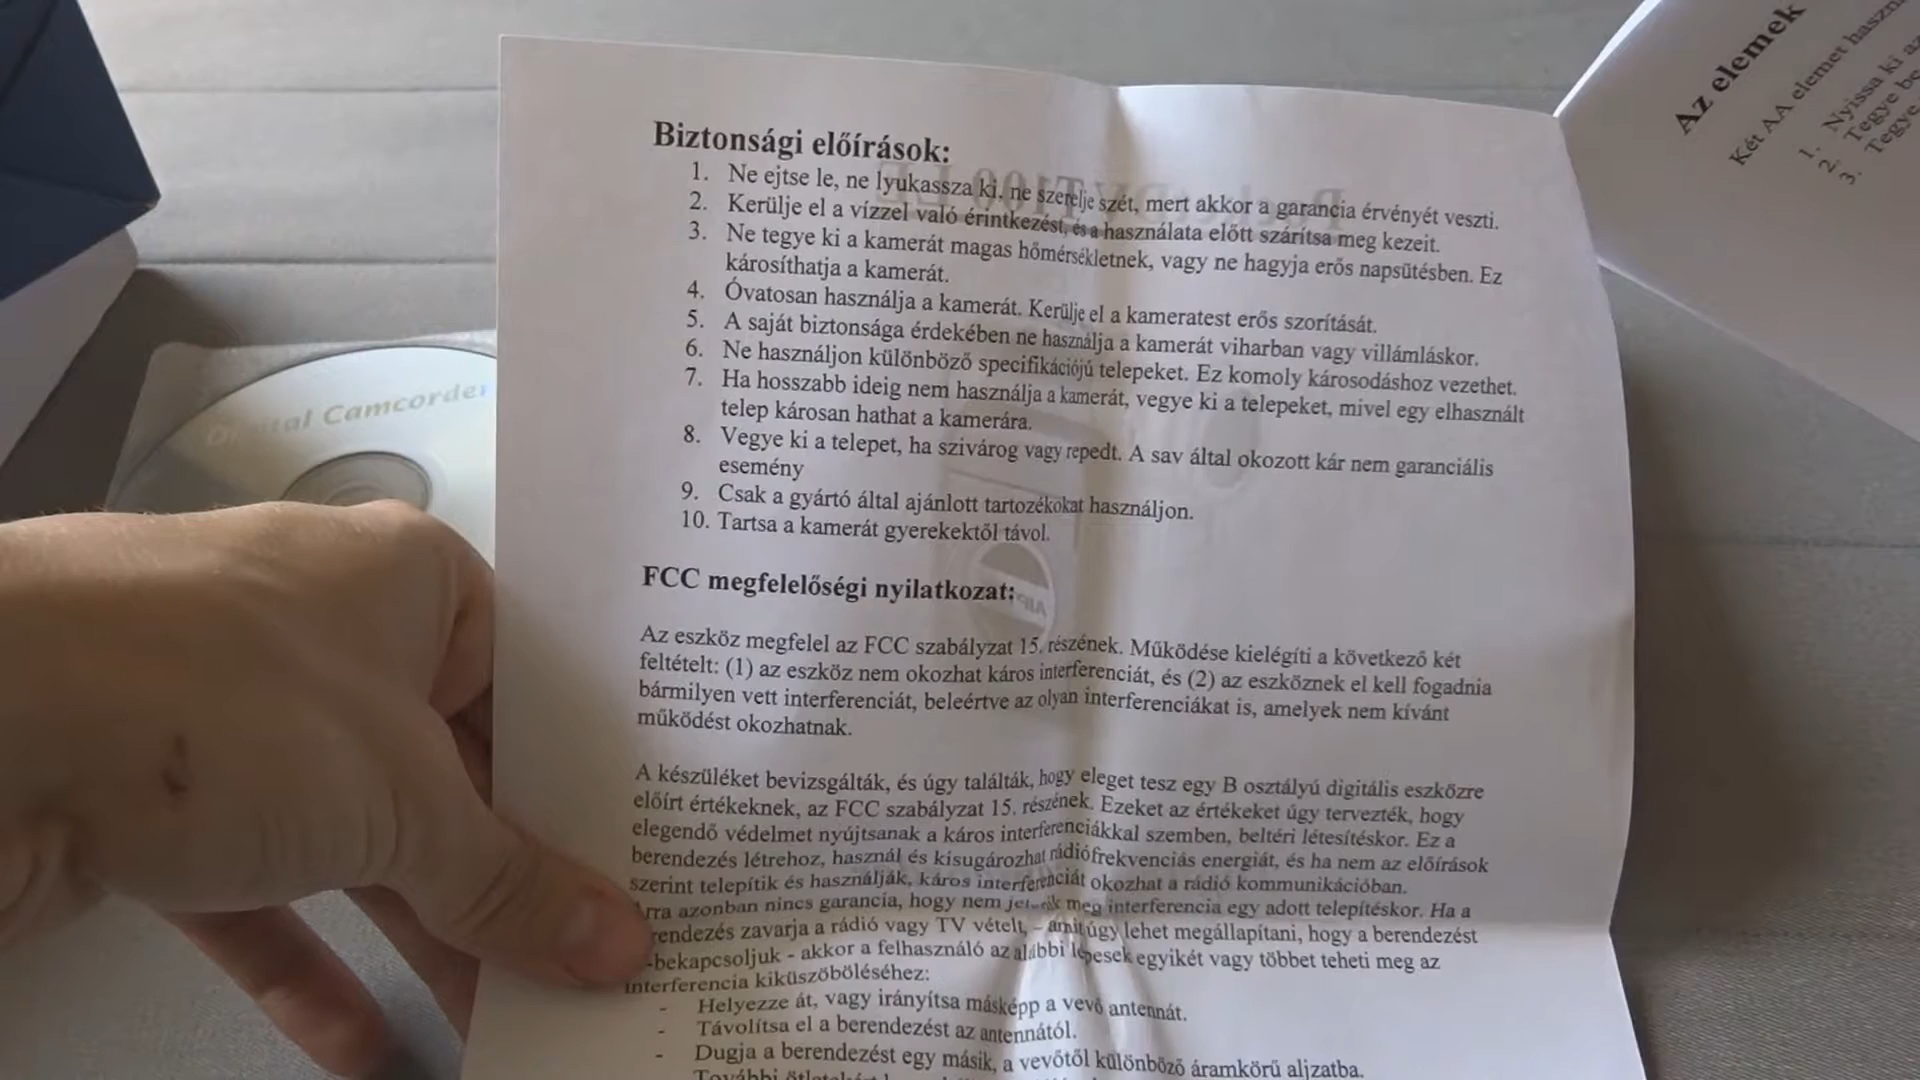 Biztonsági előírások:
1. Ne ejtse le, ne lyukassza ki, ne szerelje szét, mert akkor a garancia érvényét veszti.
2. Kerülje el a vízzel való érintkezést, és a használata előtt szárítsa meg kezeit.
3. Ne tegye ki a kamerát magas hőmérsékletnek, vagy ne hagyja erős napsütésben. Ez
károsíthatja a kamerát.
4. Óvatosan használja a kamerát. Kerülje el a kameratest erős szorítását.
5. A saját biztonsága érdekében ne használja a kamerát viharban vagy villámláskor.
6. Ne használjon különböző specifikációjú telepeket. Ez komoly károsodáshoz vezethet.
7. Ha hosszabb ideig nem használja a kamerát, vegye ki a telepeket, mivel egy elhasznált
telep károsan hathat a kamerára.
8. Vegye ki a telepet, ha szivárog vagy repedt. A sav által okozott kár nem garanciális
esemény
9. Csak a gyártó által ajánlott tartozékokat használjon.
10. Tartsa a kamerát gyerekektől távol.
FCC megfelelőségi nyilatkozat:
Az eszköz megfelel az FCC szabályzat 15. részének. Működése kielégíti a következő két
feltételt: (1) az eszköz nem okozhat káros interferenciát, és (2) az eszköznek el kell fogadnia
bármilyen vett interferenciát, beleértve az olyan interferenciákat is, amelyek nem kívánt
működést okozhatnak.
A készüléket bevizsgálták, és úgy találták, hogy eleget tesz egy B osztályú digitális eszközre
előírt értékeknek, az FCC szabályzat 15. részének. Ezeket az értékeket úgy tervezték, hogy
elegendő védelmet nyújtsanak a káros interferenciákkal szemben, beltéri létesítéskor. Ez a
berendezés létrehoz, használ és kisugározhat rádiófrekvenciás energiát, és ha nem az előírások
szerint telepítik és használják, káros interferenciát okozhat a rádió kommunikációban.
azonban nincs garancia, hogy nem meg interferencia egy adott telepítéskor. Ha a
rendezés zavarja a rádió vagy TV vételt, - amit úgy lehet megállapítani, hogy a berendezést
-bekapcsoljuk - akkor a felhasználó az alábbi lépesek egyikét vagy többet teheti meg az
interferencia kiküszöböléséhez:
- Helyezze át, vagy irányítsa másképp a vevő antennát.
- Távolítsa el a berendezést az antennától.
- Dugja a berendezést egy másik, a vevőtől különböző áramkörű aljzatba.
Digital Camcorder
Az elemek
Két AA elemet
1. Nyissa ki az
2. Tegye be
3. Tegye